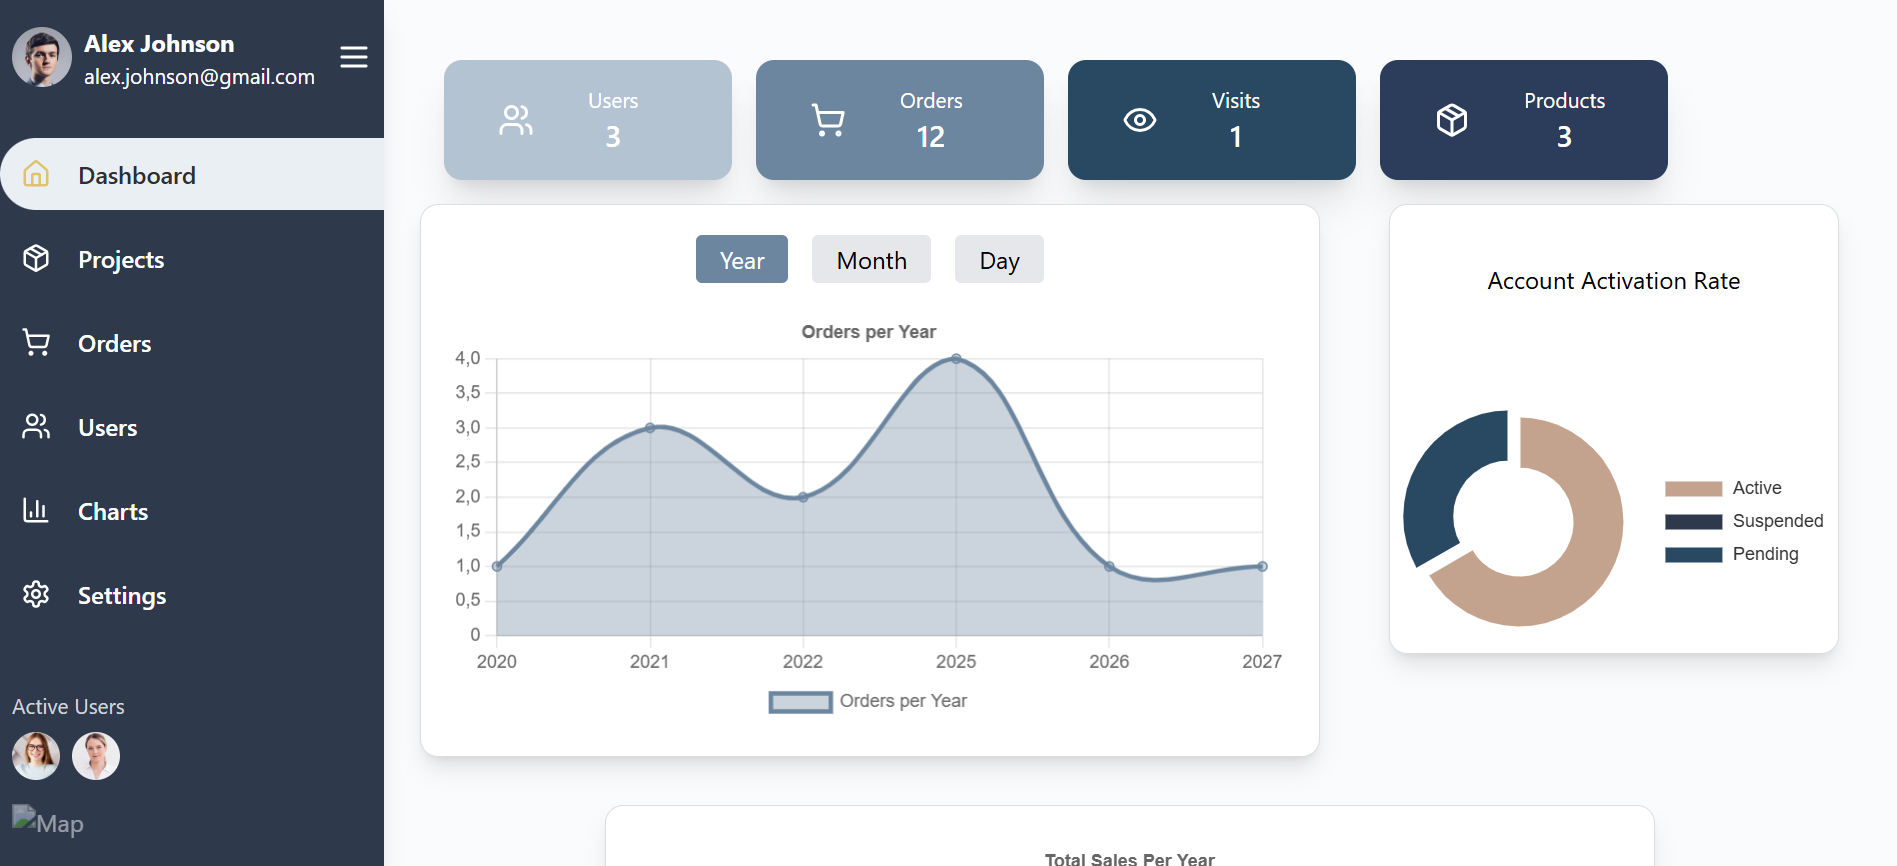 Alex Johnson
alex.johnson@gmail.com
Dashboard
Projects
Orders
Users
Charts
Settings
Active Users
Map
Users
3
Orders
12
Visits
1
Products
3
Year Month Day
Orders per Year
4,0
3,5
3,0
2,5
2,0
1,5
1,0
0,5
0
2020 2021 2022 2025 2026 2027
Orders per Year
Account Activation Rate
Active
Suspended
Pending
Total Sales Per Year